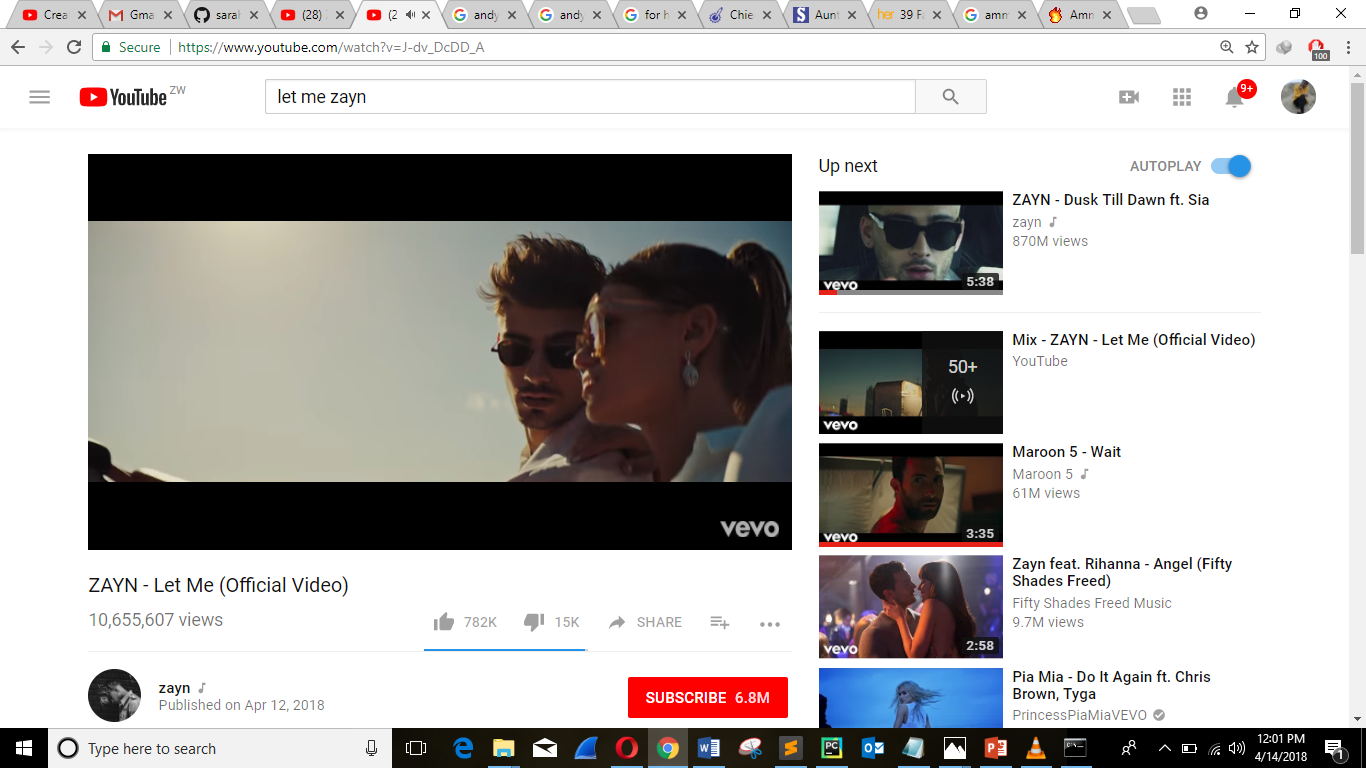 Crea
Gma
sarah
(28)
(2
andy
andy
for h
Chie
Aunt
39 Fa
amm
Amn
Secure
https://www.youtube.com/watch?v=J-dv_DcDD_A
100
YouTube ZW
let me zayn
9+
Up next
AUTOPLAY
vevo
ZAYN - Let Me (Official Video)
10,655,607 views
782K
15K
SHARE
zayn
Published on Apr 12, 2018
SUBSCRIBE 6.8M
ZAYN - Dusk Till Dawn ft. Sia
zayn
870M views
vevo
5:38
Mix - ZAYN - Let Me (Official Video)
YouTube
50+
vevo
Maroon 5 - Wait
Maroon 5
61M views
vevo
3:35
Zayn feat. Rihanna - Angel (Fifty
Shades Freed)
Fifty Shades Freed Music
9.7M views
vevo
2:58
Pia Mia - Do It Again ft. Chris
Brown, Tyga
PrincessPiaMiaVEVO
Type here to search
12:01 PM
4/14/2018
1